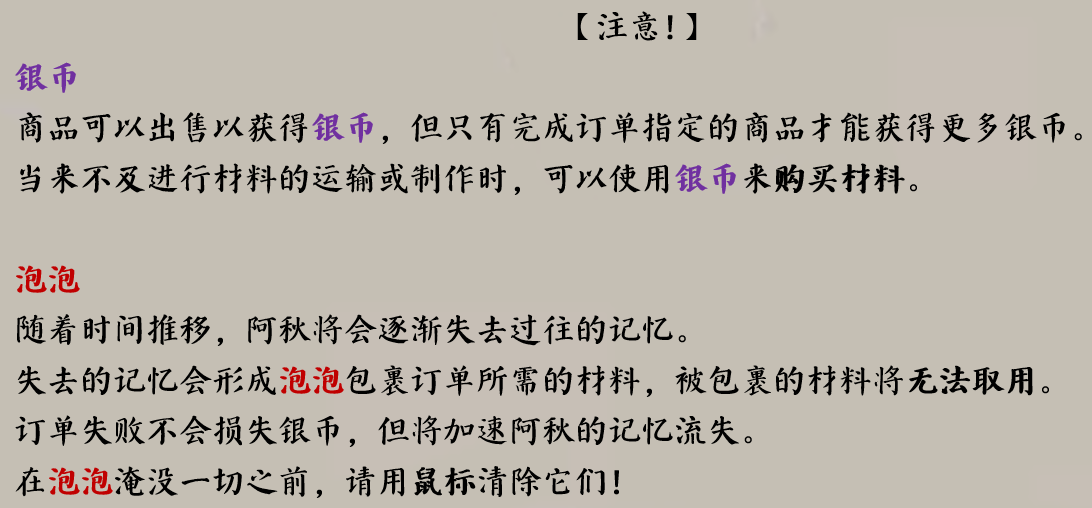 【注意!】
银币
商品可以出售以获得银币，但只有完成订单指定的商品才能获得更多银币。
当来不及进行材料的运输或制作时，可以使用银币来购买材料。
泡泡
随着时间推移，阿秋将会逐渐失去过往的记忆。
失去的记忆会形成泡泡包裹订单所需的材料，被包裹的材料将无法取用。
订单失败不会损失银币，但将加速阿秋的记忆流失。
在泡泡淹没一切之前，请用鼠标清除它们!